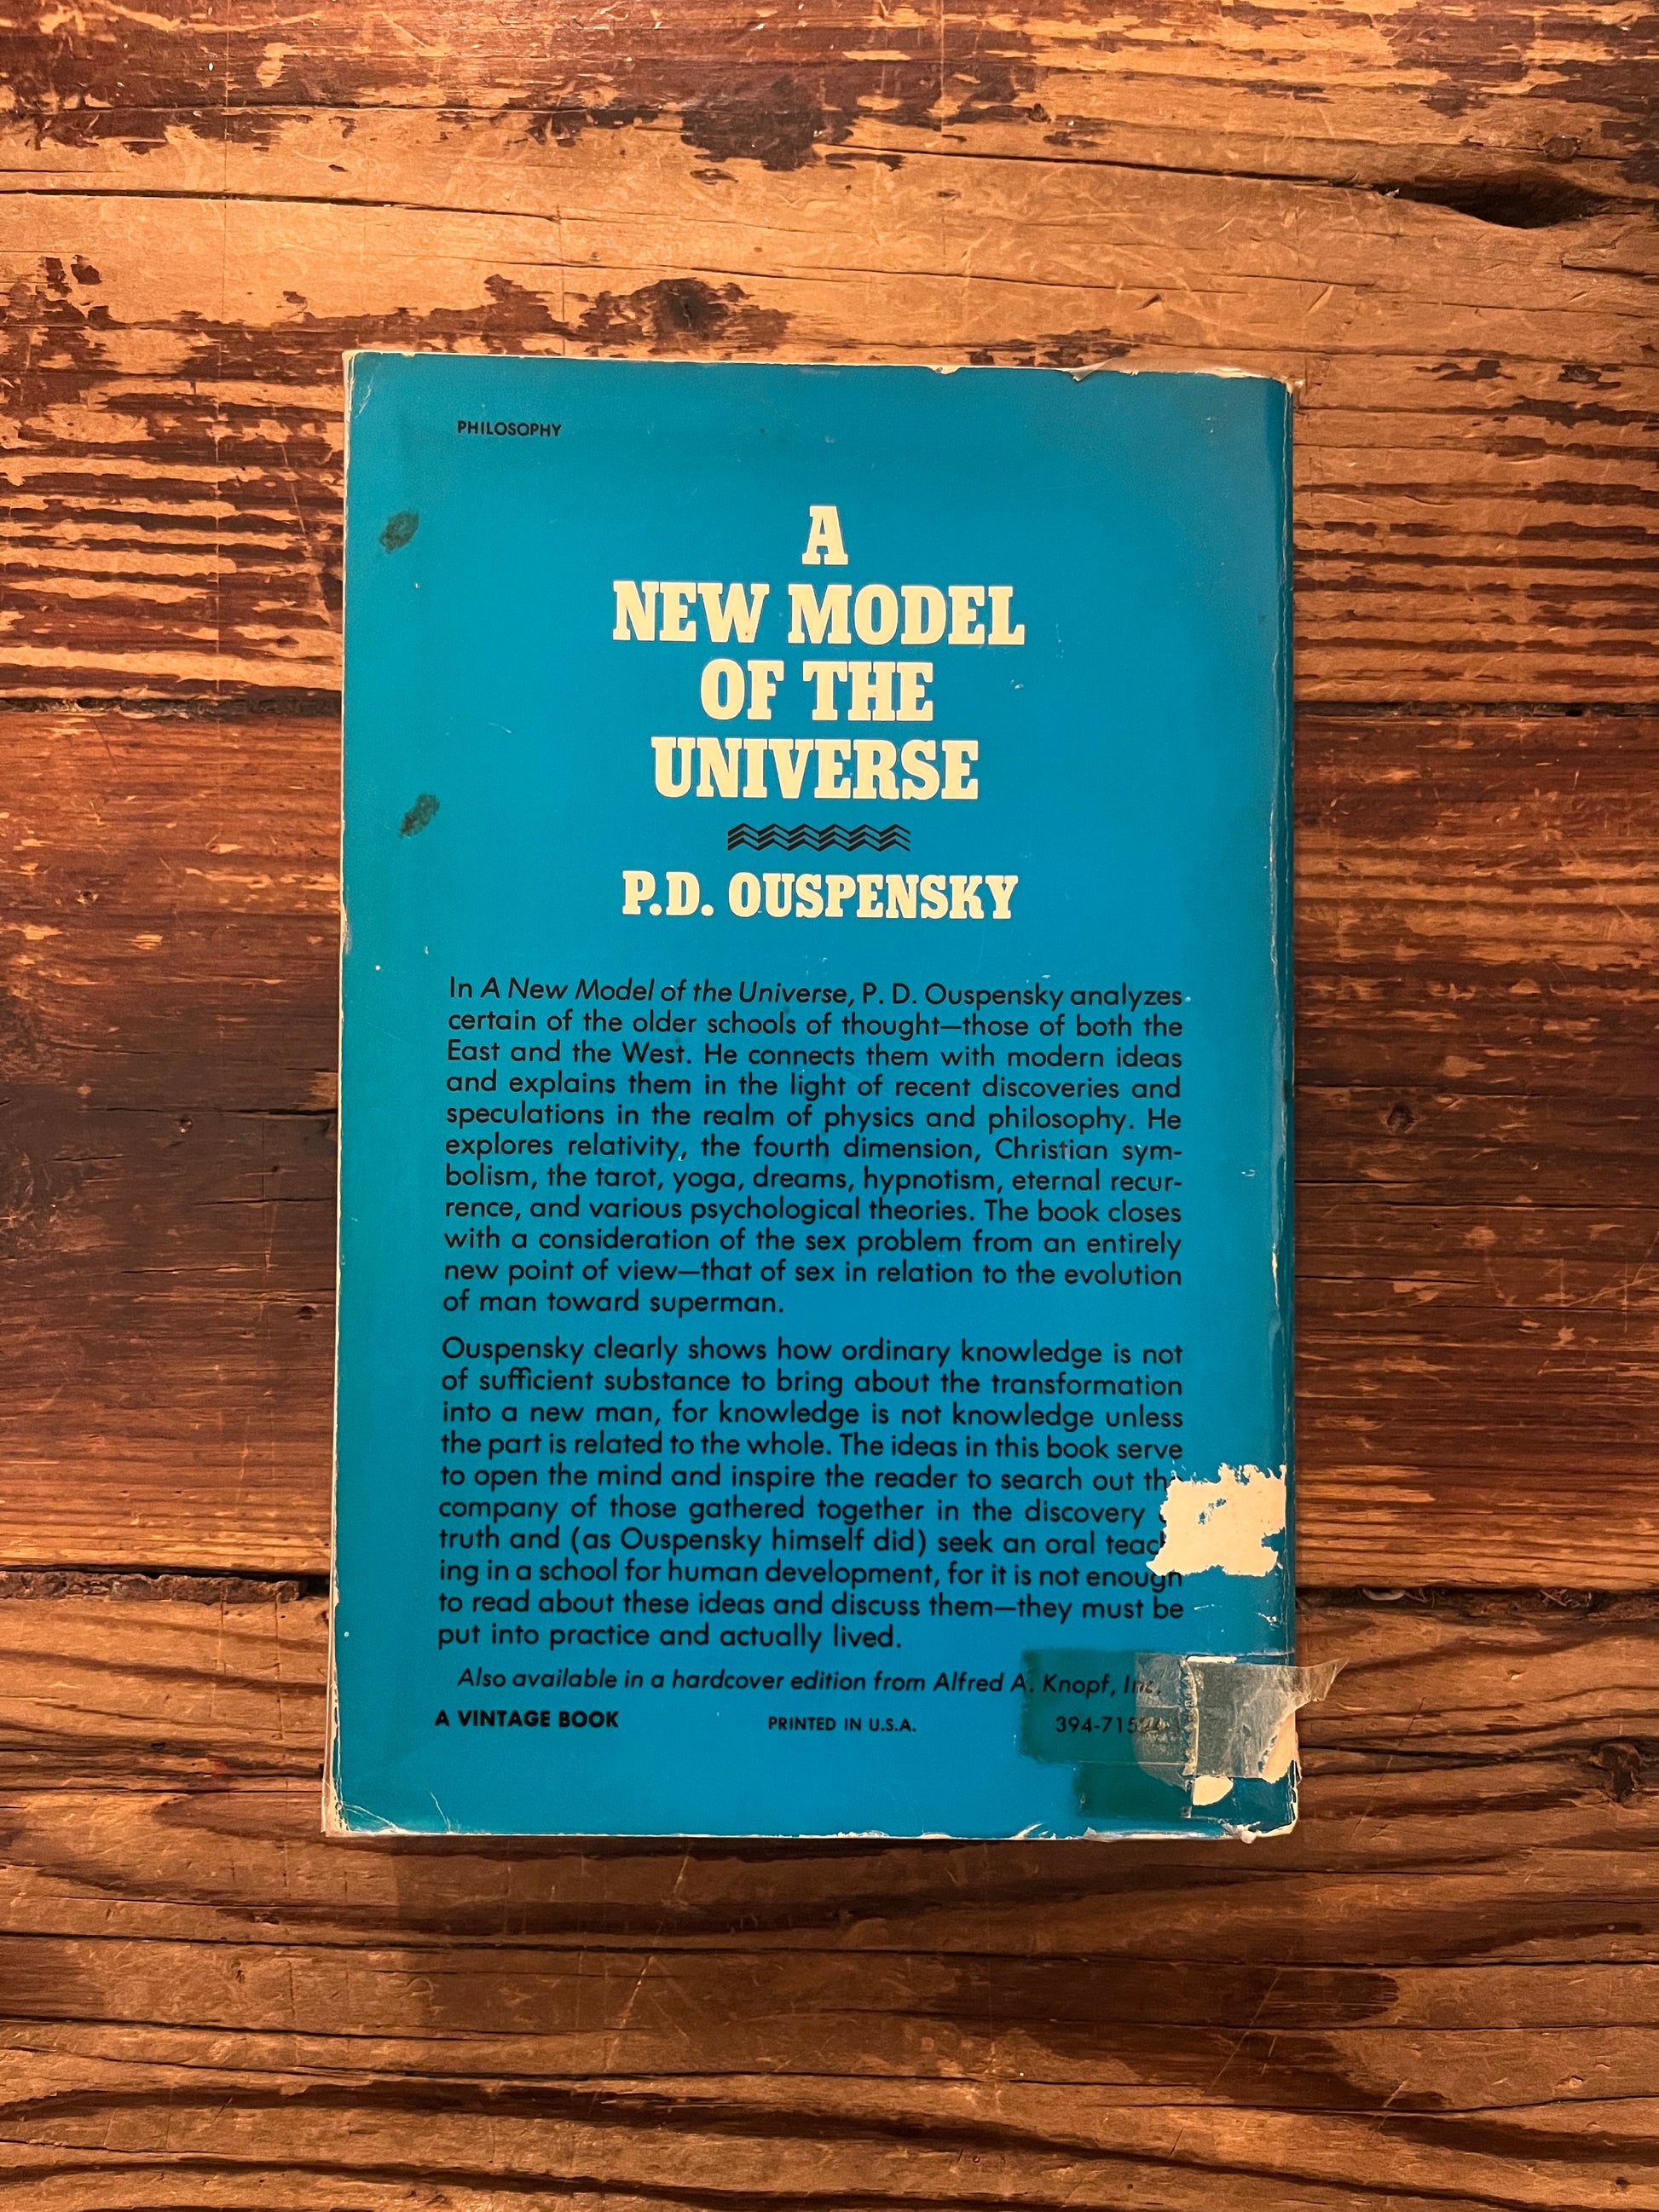 PHILOSOPHY
A
NEW MODEL
OF THE
UNIVERSE
P.D. OUSPENSKY
In A New Model of the Universe, P. D. Ouspensky analyzes
certain of the older schools of thought—those of both the
East and the West. He connects them with modern ideas
and explains them in the light of recent discoveries and
speculations in the realm of physics and philosophy. He
explores relativity, the fourth dimension, Christian sym-
bolism, the tarot, yoga, dreams, hypnotism, eternal recur-
rence, and various psychological theories. The book closes
with a consideration of the sex problem from an entirely
new point of view—that of sex in relation to the evolution
of man toward superman.
Ouspensky clearly shows how ordinary knowledge is not
of sufficient substance to bring about the transformation
into a new man, for knowledge is not knowledge unless
the part is related to the whole. The ideas in this book serve
to open the mind and inspire the reader to search out the
company of those gathered together in the discovery
truth and (as Ouspensky himself did) seek an oral teach
ing in a school for human development, for it is not enough
to read about these ideas and discuss them—they must be
put into practice and actually lived.
Also available in a hardcover edition from Alfred A. Knopf, Inc.
A VINTAGE BOOK PRINTED IN U.S.A.